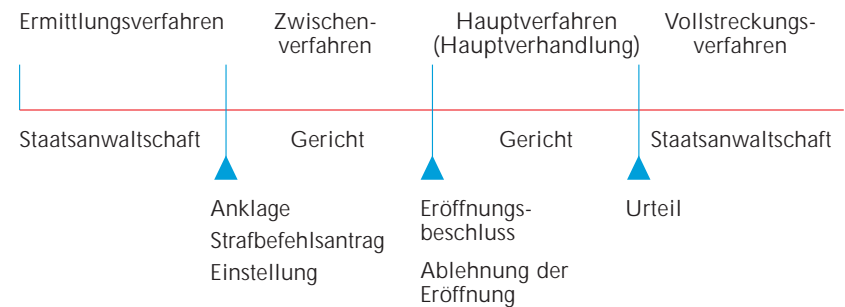 Ermittlungsverfahren
Zwischen-
verfahren
Hauptverfahren
(Hauptverhandlung)
Vollstreckungs-
verfahren
Staatsanwaltschaft
Gericht
Gericht
Staatsanwaltschaft
Anklage
Strafbefehlsantrag
Einstellung
Eröffnungs-
beschluss
Ablehnung der
Eröffnung
Urteil